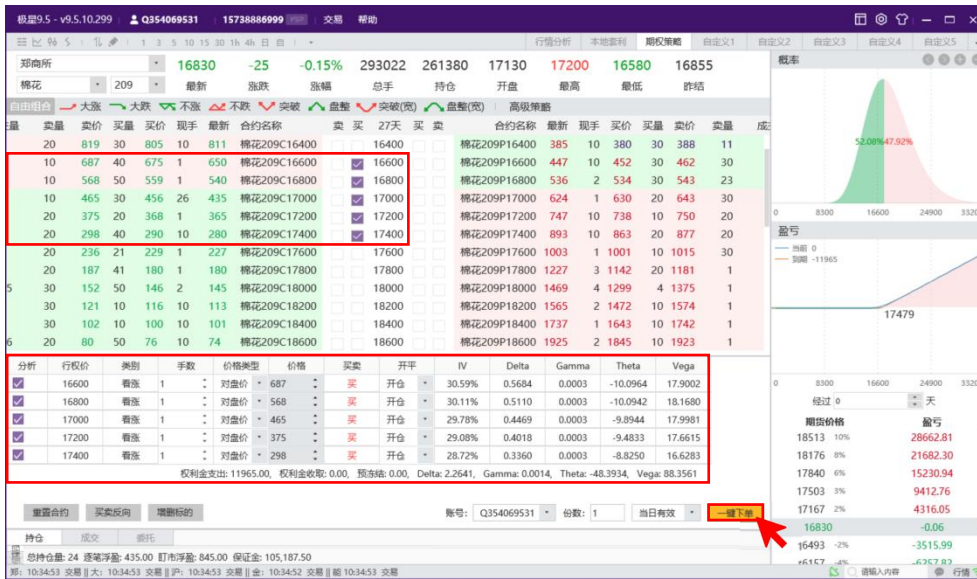 极星9.5 - v9.5.10.299 Q354069531 15738886999 交易 帮助
1 3 5 10 15 30 1h 4h 日 自 行情分析 本地套利 期权策略 自定义1 自定义2 自定义3 自定义4 自定义5
郑商所 16830 -25 -0.15% 293022 261380 17130 17200 16580 16855 概率
棉花 209 最新 涨跌 涨幅 总手 持仓 开盘 最高 最低 昨结
自由组合 大涨 大跌 不涨 不跌 突破 盘整 突破(宽) 盘整(宽) 高级策略
量 卖量 卖价 买量 买价 现手 最新 合约名称 卖 买 27天 买 卖 合约名称 最新 现手 买价 买量 卖价 卖量 成
20 819 30 805 10 811 棉花209C16400 16400 棉花209P16400 385 10 380 30 388 11
10 687 40 675 1 650 棉花209C16600 16600 棉花209P16600 447 10 452 30 462 30
10 568 50 559 1 540 棉花209C16800 16800 棉花209P16800 536 2 534 30 543 23
10 465 30 456 26 435 棉花209C17000 17000 棉花209P17000 624 1 630 20 643 30
20 375 20 368 1 365 棉花209C17200 17200 棉花209P17200 747 10 738 10 750 20
20 298 40 290 10 280 棉花209C17400 17400 棉花209P17400 893 10 863 20 877 20
20 236 21 229 1 227 棉花209C17600 17600 棉花209P17600 1003 1 1001 10 1015 30
20 187 41 180 1 180 棉花209C17800 17800 棉花209P17800 1227 3 1142 20 1181 1
5 30 152 50 146 2 145 棉花209C18000 18000 棉花209P18000 1469 4 1299 4 1375 1
30 121 10 116 10 113 棉花209C18200 18200 棉花209P18200 1565 2 1472 10 1574 1
30 102 10 100 10 101 棉花209C18400 18400 棉花209P18400 1737 1 1643 10 1742 1
6 20 80 50 76 10 74 棉花209C18600 18600 棉花209P18600 1925 2 1845 10 1923 1
52.08% 47.92%
0 8300 16600 24900 3320
盈亏
当前 0
到期 -11965
17479
0 8300 16600 24900 3320
分析 行权价 类别 手数 价格类型 价格 买卖 开平 IV Delta Gamma Theta Vega
16600 看涨 1 对盘价 687 买 开仓 30.59% 0.5684 0.0003 -10.0964 17.9002
16800 看涨 1 对盘价 568 买 开仓 30.11% 0.5110 0.0003 -10.0942 18.1680
17000 看涨 1 对盘价 465 买 开仓 29.78% 0.4469 0.0003 -9.8944 17.9981
17200 看涨 1 对盘价 375 买 开仓 29.08% 0.4018 0.0003 -9.4833 17.6615
17400 看涨 1 对盘价 298 买 开仓 28.72% 0.3360 0.0003 -8.8250 16.6283
权利金支出: 11965.00, 权利金收取: 0.00, 预冻结: 0.00, Delta: 2.2641, Gamma: 0.0014, Theta: -48.3934, Vega: 88.3561
经过 0 天
期货价格 盈亏
18513 10% 28662.81
18176 8% 21682.30
17840 6% 15230.94
17503 3% 9412.76
17167 2% 4316.05
16830 -0.06
16493 -2% -3515.99
16157 -4% -6257.82
重置合约 买卖反向 增删标的 账号: Q354069531 份数: 1 当日有效 一键下单
持仓 成交 委托
总持仓量: 24 逐笔浮盈: 435.00 盯市浮盈: 845.00 保证金: 105,187.50
郑: 10:34:53 交易 || 大: 10:34:53 交易 || 沪: 10:34:53 交易 || 金: 10:34:52 交易 || 能 10:34:53 交易 请输入内容 行情